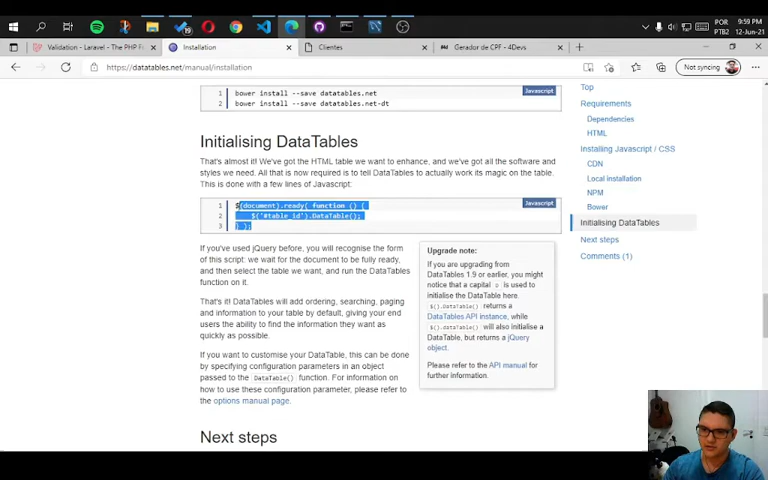 19
POR
PTB2
9:59 PM
12-Jun-21
Validation - Laravel - The PHP F
Installation
Clientes
Gerador de CPF - 4Devs
https://datatables.net/manual/installation
Not syncing
1 bower install --save datatables.net
2 bower install --save datatables.net-dt
Javascript
Initialising DataTables
That's almost it! We've got the HTML table we want to enhance, and we've got all the software and
styles we need. All that is now required is to tell DataTables to actually work its magic on the table.
This is done with a few lines of Javascript:
1 $(document).ready( function () {
2 $('#table_id').DataTable();
3 } );
Javascript
If you've used jQuery before, you will recognise the form
of this script: we wait for the document to be fully ready,
and then select the table we want, and run the DataTables
function on it.
That's it! DataTables will add ordering, searching, paging
and information to your table by default, giving your end
users the ability to find the information they want as
quickly as possible.
If you want to customise your DataTable, this can be done
by specifying configuration parameters in an object
passed to the DataTable() function. For information on
how to use these configuration parameter, please refer to
the options manual page.
Upgrade note:
If you are upgrading from
DataTables 1.9 or earlier, you might
notice that a capital D is used to
initialise the DataTable here.
$().DataTable() returns a
DataTables API instance, while
$().dataTable() will also initialise a
DataTable, but returns a jQuery
object.
Please refer to the API manual for
further information.
Next steps
Top
Requirements
Dependencies
HTML
Installing Javascript / CSS
CDN
Local installation
NPM
Bower
Initialising DataTables
Next steps
Comments (1)